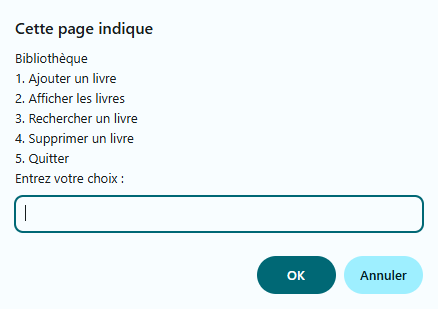 Cette page indique
Bibliothèque
1. Ajouter un livre
2. Afficher les livres
3. Rechercher un livre
4. Supprimer un livre
5. Quitter
Entrez votre choix :
OK
Annuler